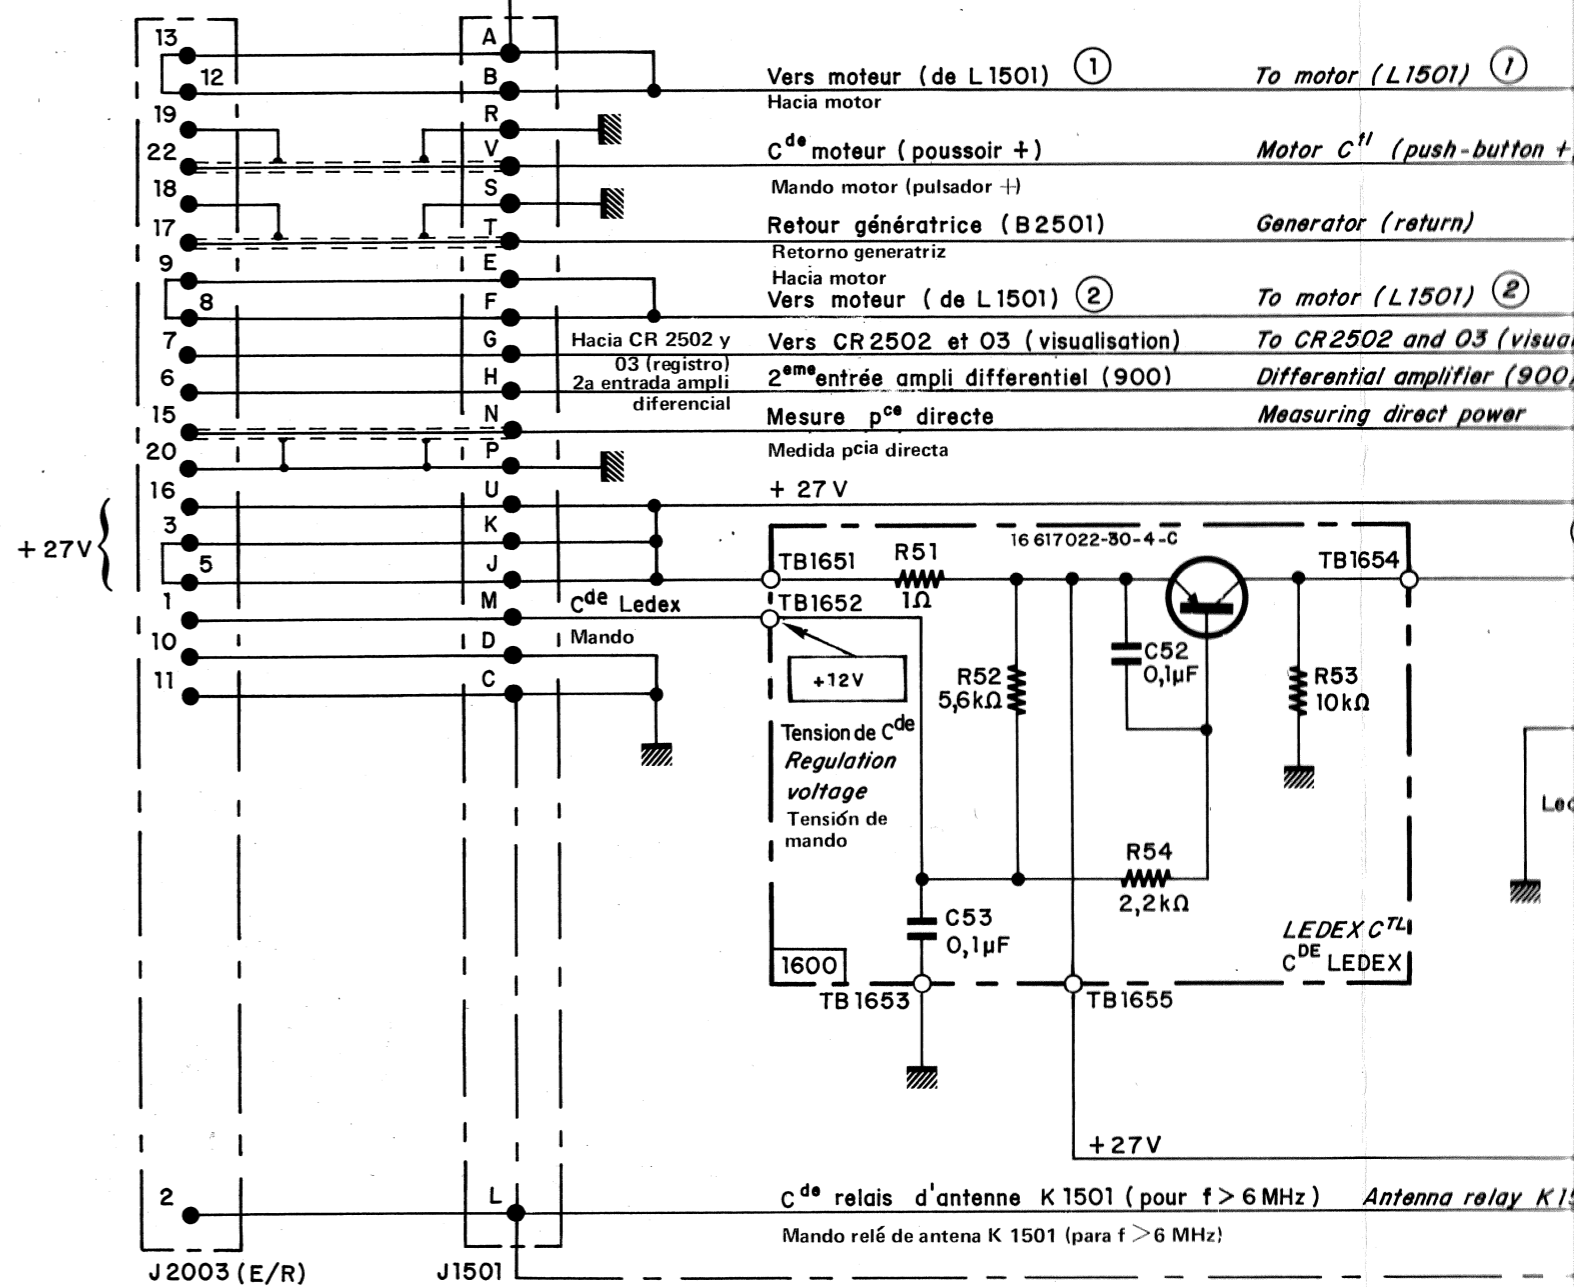 13 A
12 B Vers moteur (de L 1501) 1 To motor (L1501) 1
Hacia motor
19 R
22 V Cde moteur (poussoir +) Motor Ctl (push-button +
18 S Mando motor (pulsador +)
17 T Retour génératrice (B 2501) Generator (return)
Retorno generatriz
9 E Hacia motor
8 F Vers moteur (de L 1501) 2 To motor (L1501) 2
7 G Hacia CR 2502 y Vers CR 2502 et 03 (visualisation) To CR2502 and 03 (visua
03 (registro)
6 H 2a entrada ampli 2eme entrée ampli differentiel (900) Differential amplifier (900)
diferencial
15 N Mesure pce directe Measuring direct power
20 P Medida pcia directa
16 U + 27 V
3 K 16 617022-30-4-C
+ 27V
5 J TB1651 R51 TB1654
1Ω
1 M Cde Ledex TB1652
10 D Mando
C52
0,1µF
11 C +12V R52 R53
5,6kΩ 10kΩ
Tension de Cde
Regulation
voltage
Tensión de
mando
Led
R54
2,2kΩ
C53
0,1µF
LEDEX CTL
CDE LEDEX
1600
TB1653 TB1655
+27V
2 L Cde relais d'antenne K 1501 (pour f > 6 MHz) Antenna relay K15
Mando relé de antena K 1501 (para f > 6 MHz)
J2003 (E/R) J1501